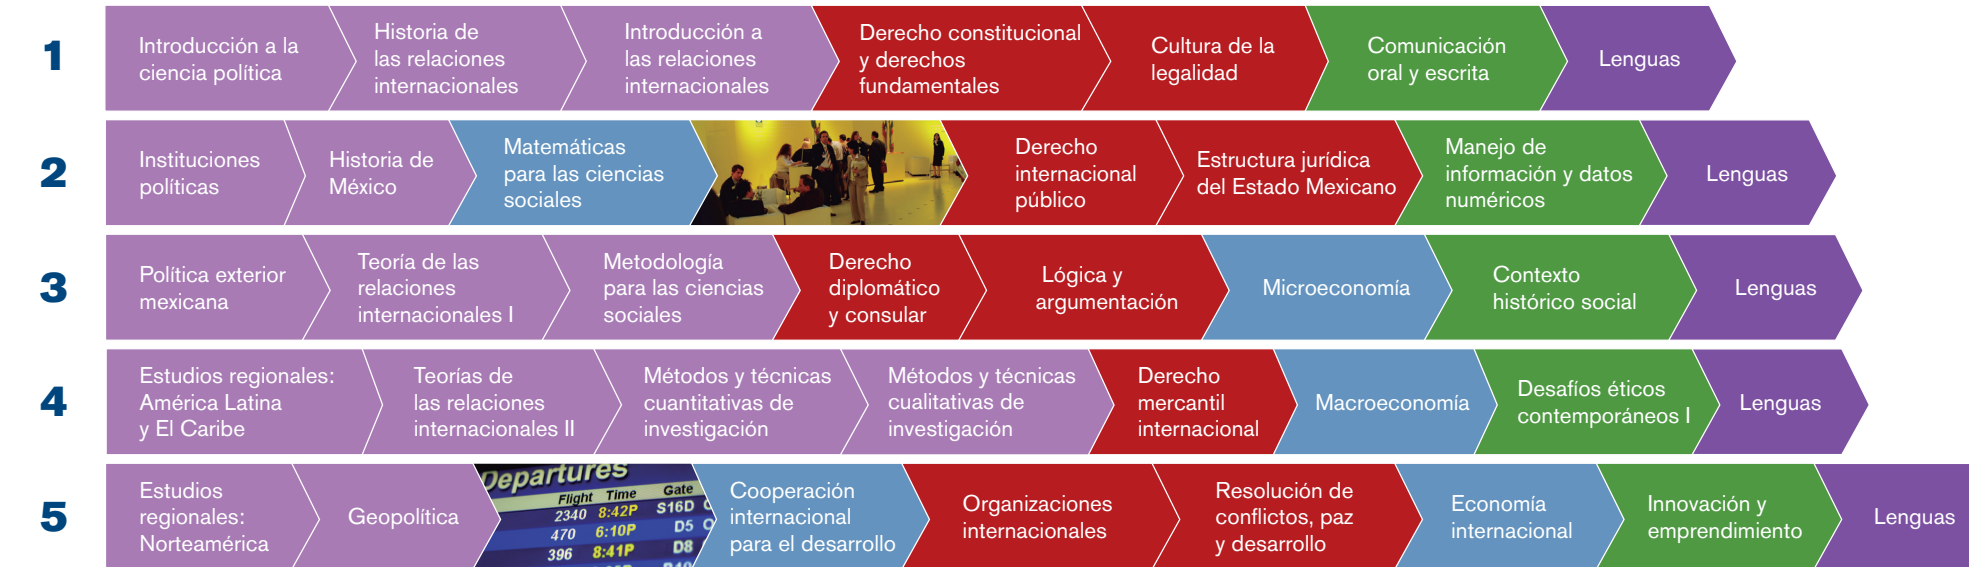 1
Introducción a la
ciencia política
Historia de
las relaciones
internacionales
Introducción a
las relaciones
internacionales
Derecho constitucional
y derechos
fundamentales
Cultura de la
legalidad
Comunicación
oral y escrita
Lenguas
2
Instituciones
políticas
Historia de
México
Matemáticas
para las ciencias
sociales
Derecho
internacional
público
Estructura jurídica
del Estado Mexicano
Manejo de
información y datos
numéricos
Lenguas
3
Política exterior
mexicana
Teoría de las
relaciones
internacionales I
Metodología
para las ciencias
sociales
Derecho
diplomático
y consular
Lógica y
argumentación
Microeconomía
Contexto
histórico social
Lenguas
4
Estudios regionales:
América Latina
y El Caribe
Teorías de
las relaciones
internacionales II
Métodos y técnicas
cuantitativas de
investigación
Métodos y técnicas
cualitativas de
investigación
Derecho
mercantil
internacional
Macroeconomía
Desafíos éticos
contemporáneos I
Lenguas
5
Estudios
regionales:
Norteamérica
Geopolítica
Departures
Flight Time Gate
2340 8:42P S16D
470 6:10P D5
396 8:41P D8
Cooperación
internacional
para el desarrollo
Organizaciones
internacionales
Resolución de
conflictos, paz
y desarrollo
Economía
internacional
Innovación y
emprendimiento
Lenguas